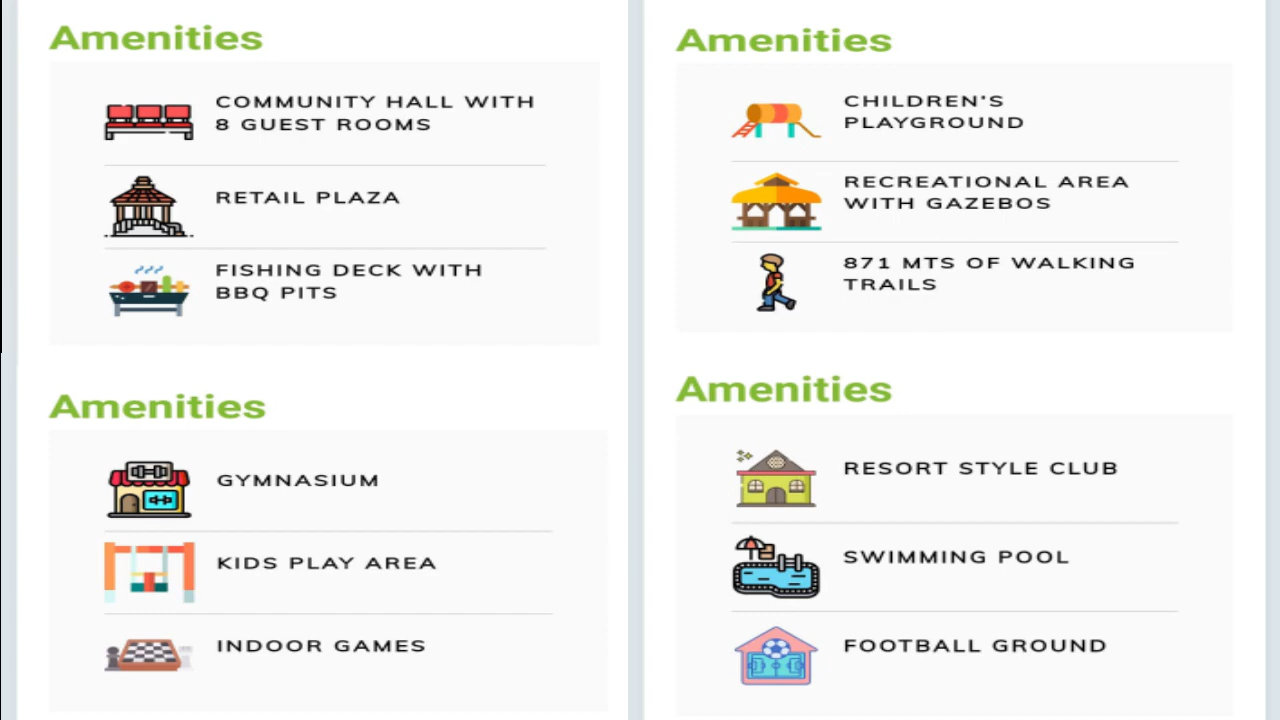 Amenities
COMMUNITY HALL WITH
8 GUEST ROOMS
RETAIL PLAZA
FISHING DECK WITH
BBQ PITS
Amenities
GYMNASIUM
KIDS PLAY AREA
INDOOR GAMES
Amenities
CHILDREN'S
PLAYGROUND
RECREATIONAL AREA
WITH GAZEBOS
871 MTS OF WALKING
TRAILS
Amenities
RESORT STYLE CLUB
SWIMMING POOL
FOOTBALL GROUND